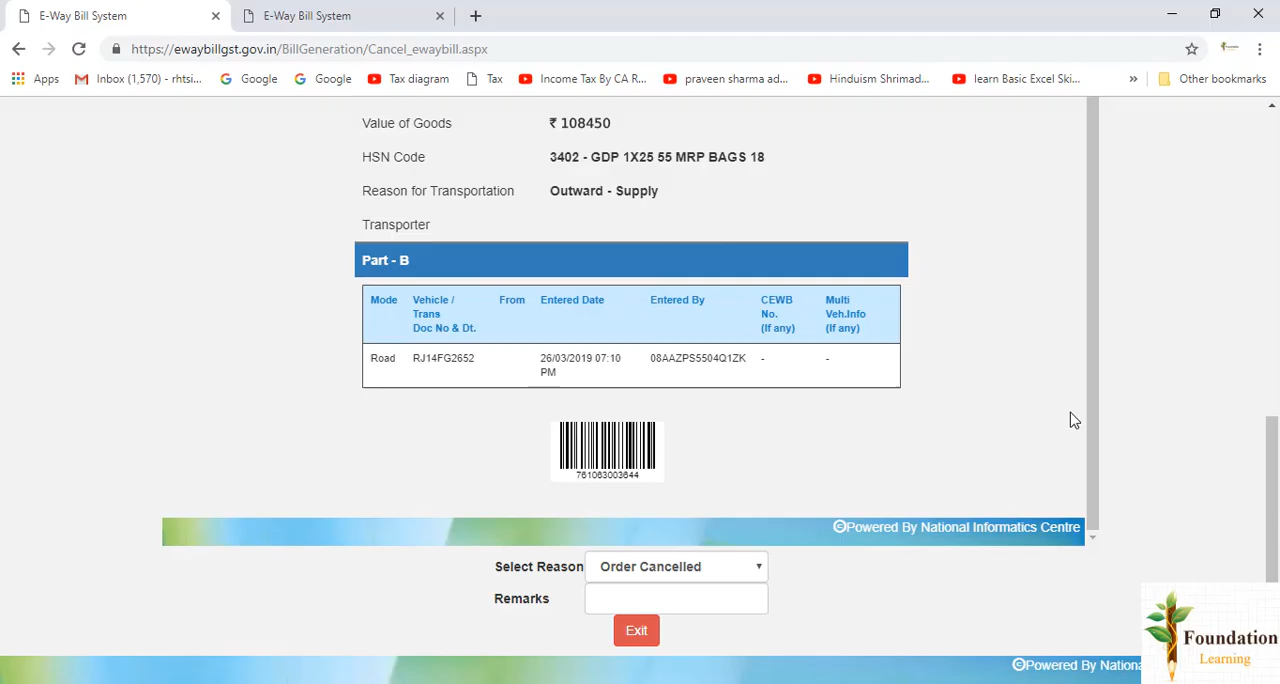 E-Way Bill System
E-Way Bill System
https://ewaybillgst.gov.in/BillGeneration/Cancel_ewaybill.aspx
Apps Inbox (1,570) - rhtsi... Google Google Tax diagram Tax Income Tax By CA R... praveen sharma ad... Hinduism Shrimad... learn Basic Excel Ski... » Other bookmarks
Value of Goods ₹ 108450
HSN Code 3402 - GDP 1X25 55 MRP BAGS 18
Reason for Transportation Outward - Supply
Transporter
Part - B
Mode Vehicle / Trans Doc No & Dt. From Entered Date Entered By CEWB No. (If any) Multi Veh.Info (If any)
Road RJ14FG2652 26/03/2019 07:10 PM 08AAZPS5504Q1ZK - -
761063003644
©Powered By National Informatics Centre
Select Reason Order Cancelled
Remarks
Exit
©Powered By Nationa
Foundation
Learning